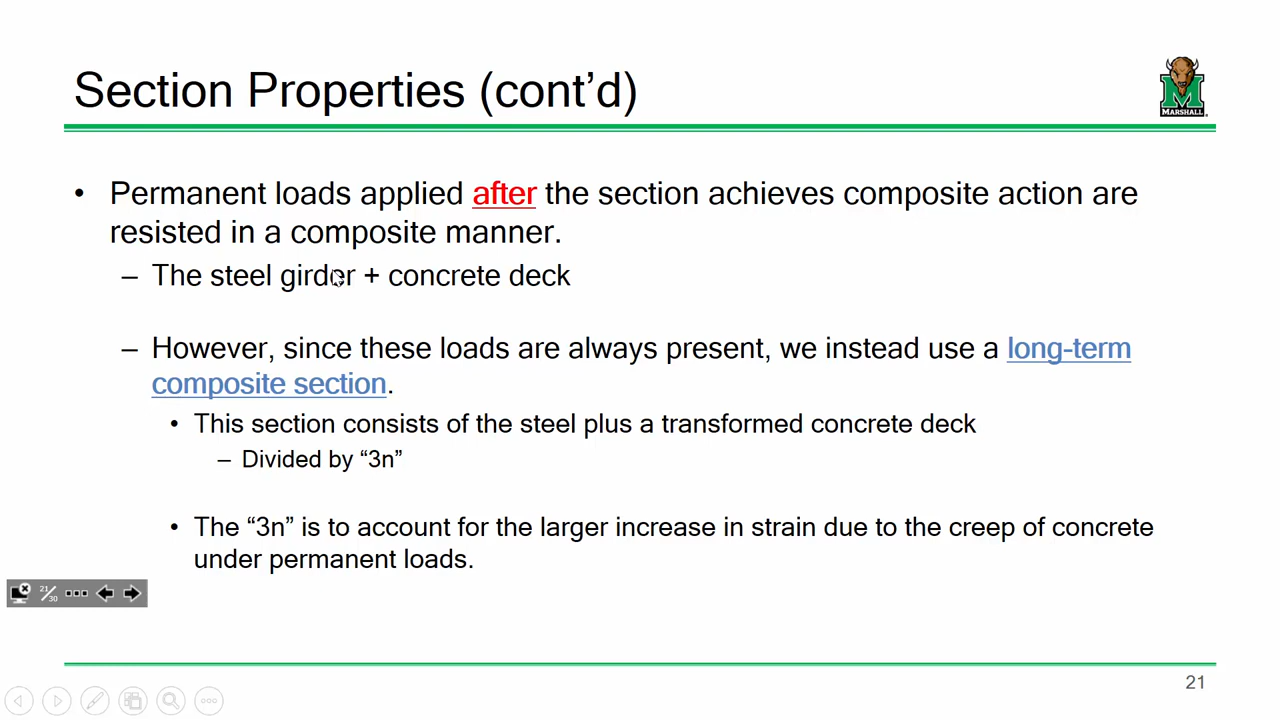 Section Properties (cont’d)
MARSHALL
• Permanent loads applied after the section achieves composite action are
resisted in a composite manner.
– The steel girder + concrete deck
– However, since these loads are always present, we instead use a long-term
composite section.
• This section consists of the steel plus a transformed concrete deck
– Divided by “3n”
• The “3n” is to account for the larger increase in strain due to the creep of concrete
under permanent loads.
21/30
21